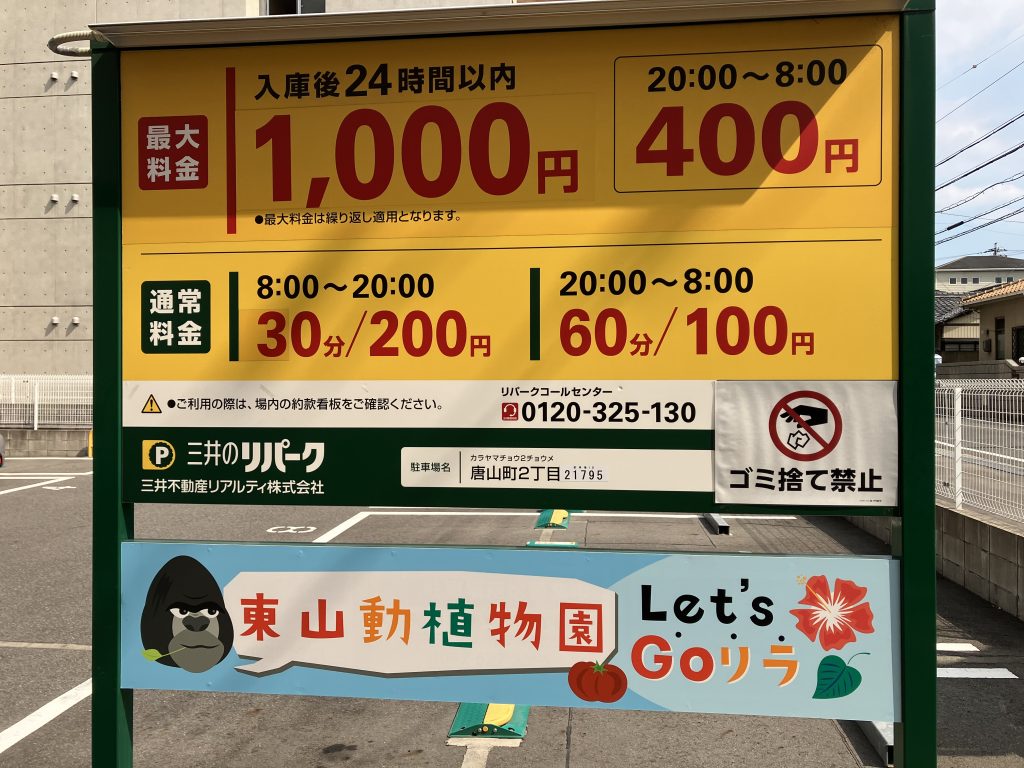 入庫後24時間以内
最大料金
1,000円
●最大料金は繰り返し適用となります。
20:00〜8:00
400円
通常料金
8:00〜20:00
30分/200円
20:00〜8:00
60分/100円
●ご利用の際は、場内の約款看板をご確認ください。
リパークコールセンター
0120-325-130
P 三井のリパーク
三井不動産リアルティ株式会社
駐車場名
カラヤマチョウ2チョウメ
唐山町2丁目 21795
ゴミ捨て禁止
東山動植物園
Let's
Goリラ